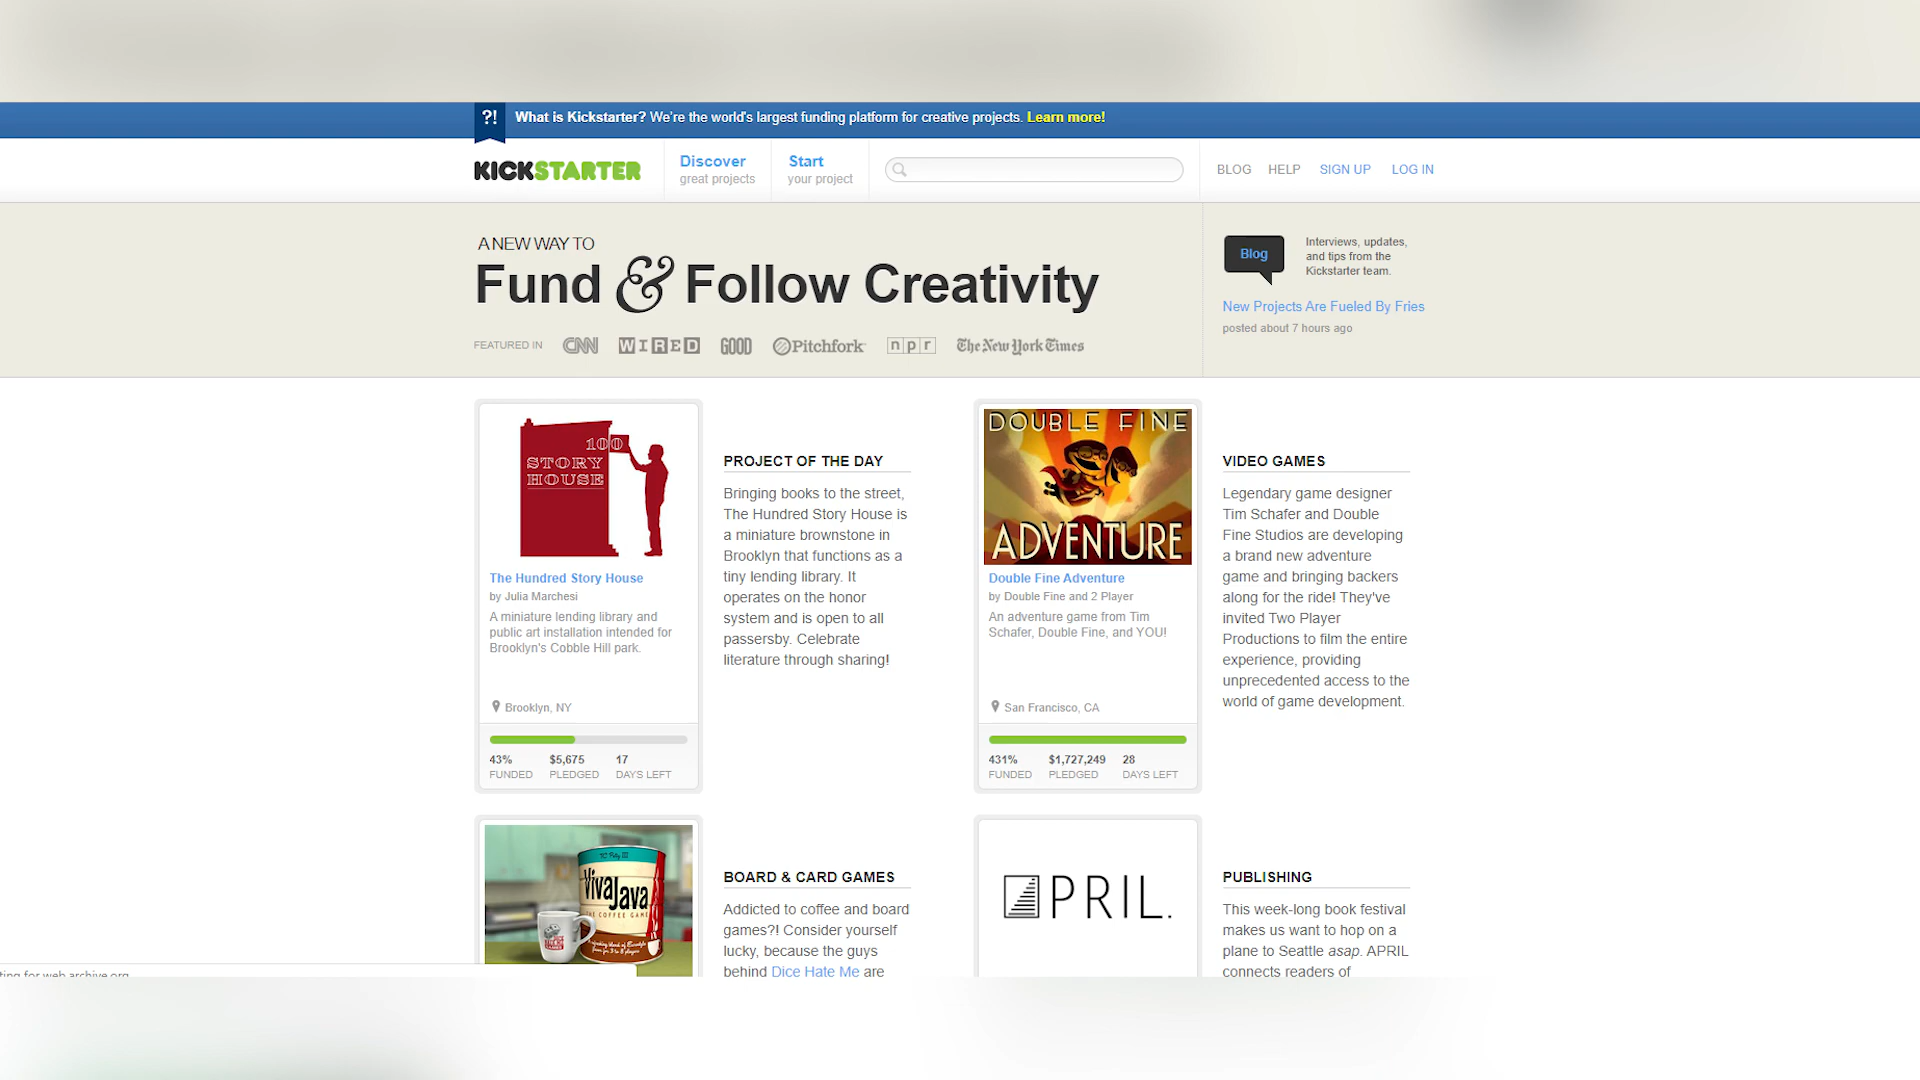 ?! What is Kickstarter? We're the world's largest funding platform for creative projects. Learn more!
KICKSTARTER
Discover
great projects
Start
your project
BLOG HELP SIGN UP LOG IN
A NEW WAY TO
Fund & Follow Creativity
FEATURED IN CNN WIRED GOOD Pitchfork npr The New York Times
Blog
Interviews, updates,
and tips from the
Kickstarter team.
New Projects Are Fueled By Fries
posted about 7 hours ago
100
STORY
HOUSE
The Hundred Story House
by Julia Marchesi
A miniature lending library and
public art installation intended for
Brooklyn's Cobble Hill park.
Brooklyn, NY
43% $5,675 17
FUNDED PLEDGED DAYS LEFT
PROJECT OF THE DAY
Bringing books to the street,
The Hundred Story House is
a miniature brownstone in
Brooklyn that functions as a
tiny lending library. It
operates on the honor
system and is open to all
passersby. Celebrate
literature through sharing!
DOUBLE FINE
ADVENTURE
Double Fine Adventure
by Double Fine and 2 Player
An adventure game from Tim
Schafer, Double Fine, and YOU!
San Francisco, CA
431% $1,727,249 28
FUNDED PLEDGED DAYS LEFT
VIDEO GAMES
Legendary game designer
Tim Schafer and Double
Fine Studios are developing
a brand new adventure
game and bringing backers
along for the ride! They've
invited Two Player
Productions to film the entire
experience, providing
unprecedented access to the
world of game development.
VivaJava
THE COFFEE GAME
BOARD & CARD GAMES
Addicted to coffee and board
games?! Consider yourself
lucky, because the guys
behind Dice Hate Me are
PRIL.
PUBLISHING
This week-long book festival
makes us want to hop on a
plane to Seattle asap. APRIL
connects readers of
ting for web.archive.org